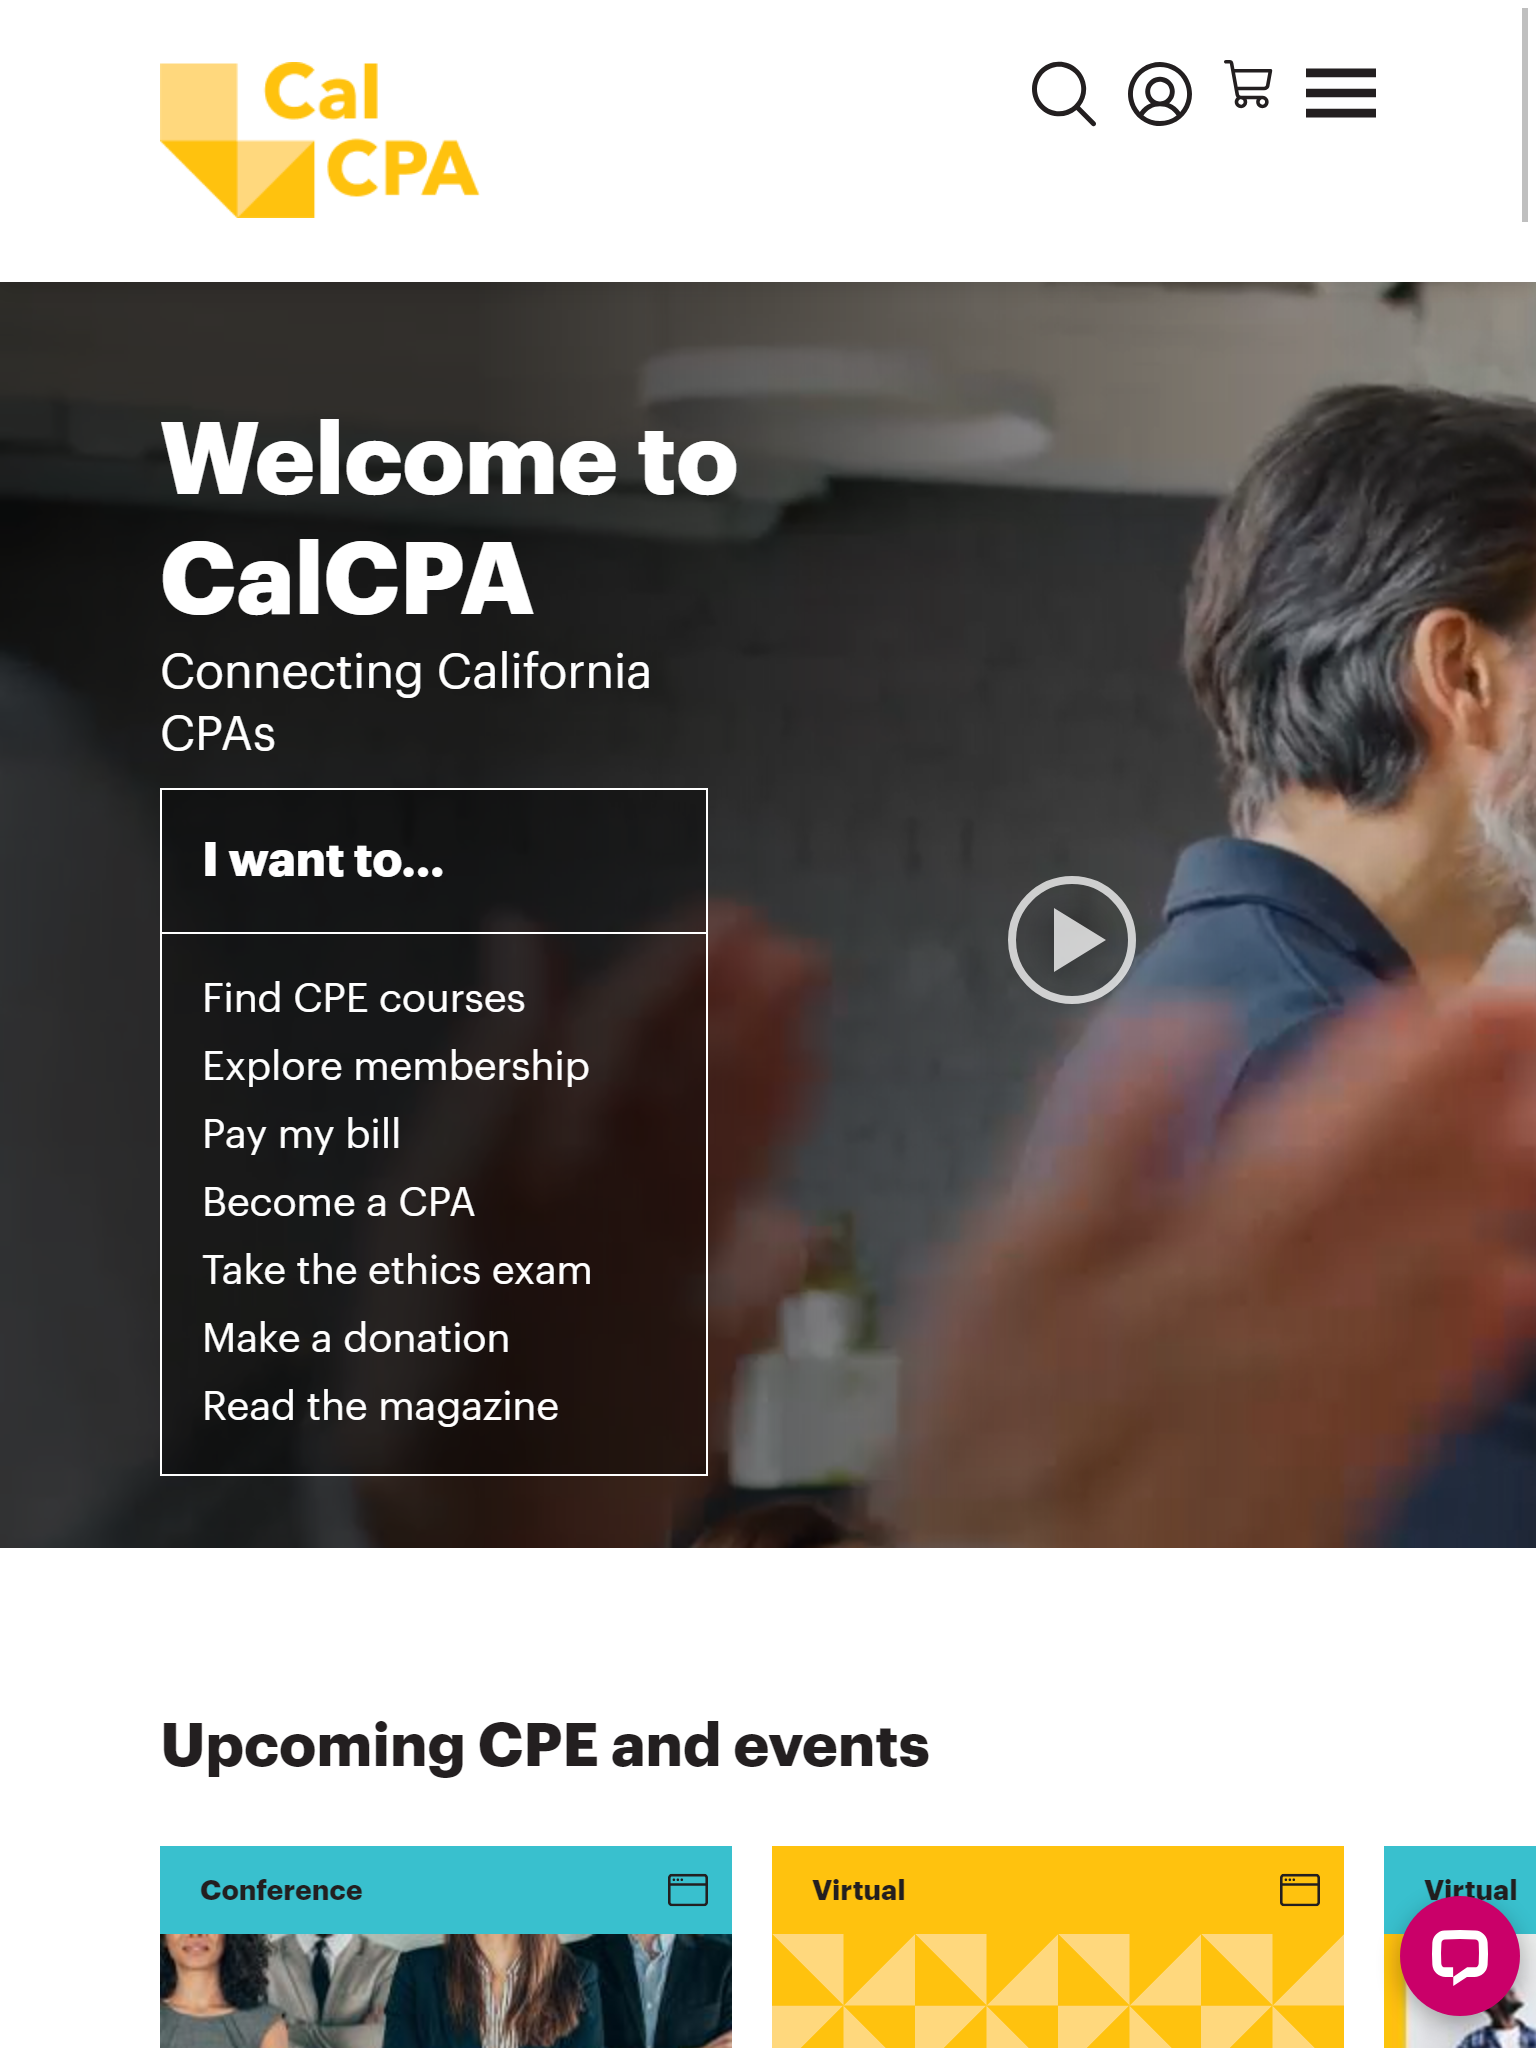 Cal
CPA
Welcome to
CalCPA
Connecting California
CPAs
I want to...
Find CPE courses
Explore membership
Pay my bill
Become a CPA
Take the ethics exam
Make a donation
Read the magazine
Upcoming CPE and events
Conference
Virtual
Virtual